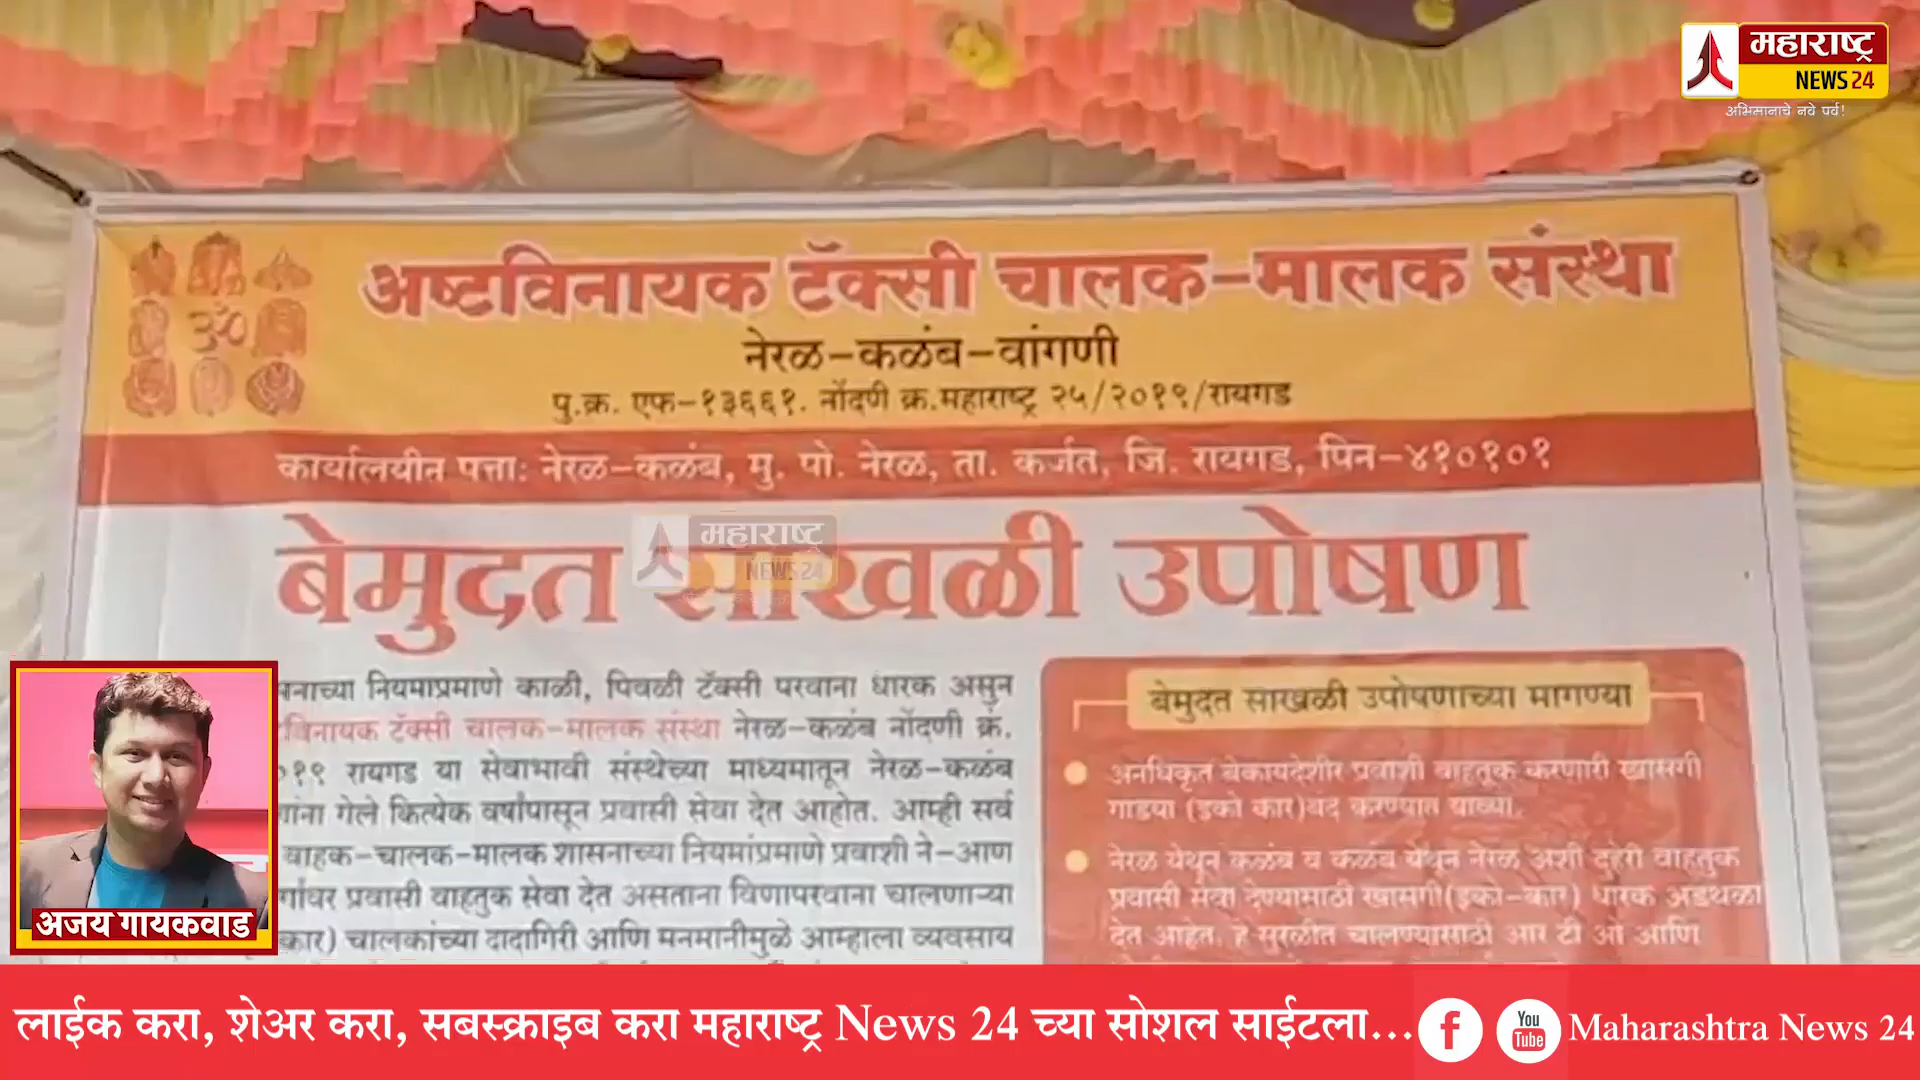 महाराष्ट्र
NEWS 24
अभिमानाचे नवे पर्व!
अष्टविनायक टॅक्सी चालक-मालक संस्था
नेरळ-कळंब-वांगणी
पु.क्र. एफ-१३६६१. नोंदणी क्र.महाराष्ट्र २५/२०१९/रायगड
कार्यालयीन पत्ता: नेरळ-कळंब, मु. पो. नेरळ, ता. कर्जत, जि. रायगड, पिन-४१०१०१
बेमुदत साखळी उपोषण
महाराष्ट्र
NEWS 24
नियमाप्रमाणे काळी, पिवळी टॅक्सी परवाना धारक असुन
टॅक्सी चालक-मालक संस्था नेरळ-कळंब नोंदणी क्रं.
रायगड या सेवाभावी संस्थेच्या माध्यमातून नेरळ-कळंब
गेले कित्येक वर्षांपासून प्रवासी सेवा देत आहोत. आम्ही सर्व
वाहक-चालक-मालक शासनाच्या नियमांप्रमाणे प्रवाशी ने-आण
प्रवासी वाहतुक सेवा देत असताना विणापरवाना चालणाऱ्या
कार) चालकांच्या दादागिरी आणि मनमानीमुळे आम्हाला व्यवसाय
बेमुदत साखळी उपोषणाच्या मागण्या
अनधिकृत बेकायदेशीर प्रवाशी वाहतूक करणारी खासगी
गाडया (इको कार)बंद करण्यात याव्या.
नेरळ येथून कळंब व कळंब येथून नेरळ अशी दुहेरी वाहतुक
प्रवासी सेवा देण्यासाठी खासगी(इको-कार) धारक अडथळा
देत आहेत. हे सुरळीत चालण्यासाठी आर टी ओ आणि
अजय गायकवाड
लाईक करा, शेअर करा, सबस्क्राइब करा महाराष्ट्र News 24 च्या सोशल साईटला...
You
Tube
Maharashtra News 24